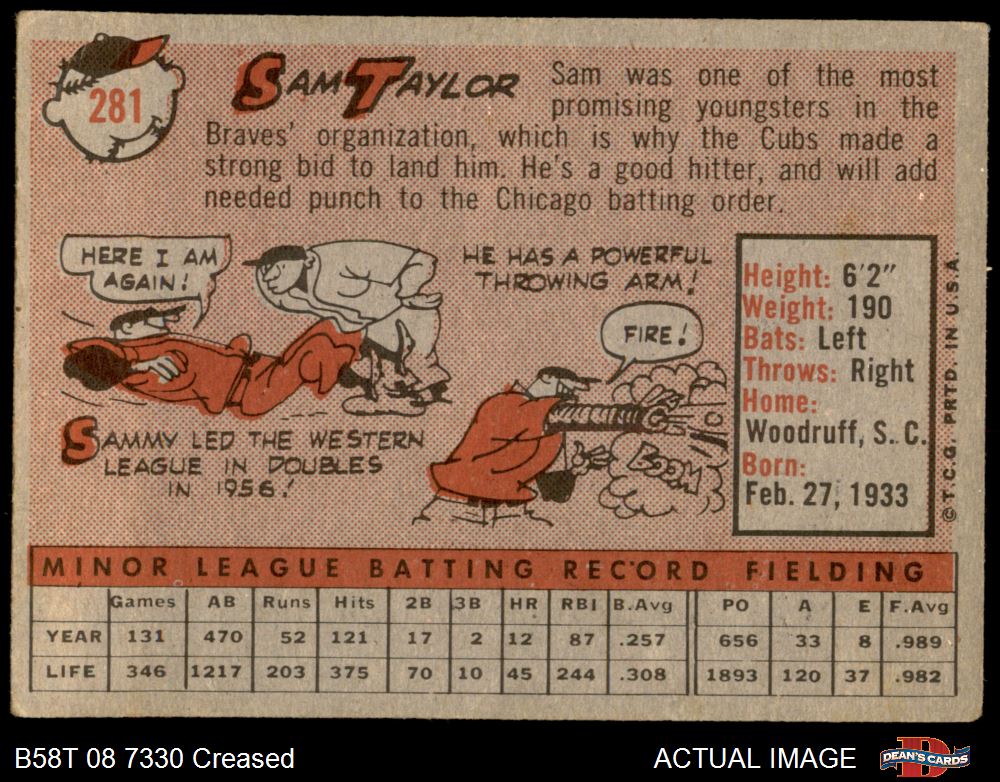 281
SAM TAYLOR
Sam was one of the most
promising youngsters in the
Braves' organization, which is why the Cubs made a
strong bid to land him. He's a good hitter, and will add
needed punch to the Chicago batting order.
HERE I AM
AGAIN!
SAMMY LED THE WESTERN
LEAGUE IN DOUBLES
IN 1956!
HE HAS A POWERFUL
THROWING ARM!
FIRE!
BOOM
Height: 6'2"
Weight: 190
Bats: Left
Throws: Right
Home:
Woodruff, S. C.
Born:
Feb. 27, 1933
© T.C.G. PRTD. IN U.S.A.
MINOR LEAGUE BATTING RECORD FIELDING
Games AB Runs Hits 2B 3B HR RBI B.Avg PO A E F.Avg
YEAR 131 470 52 121 17 2 12 87 .257 656 33 8 .989
LIFE 346 1217 203 375 70 10 45 244 .308 1893 120 37 .982
B58T 08 7330 Creased
ACTUAL IMAGE
D
DEAN'S CARDS